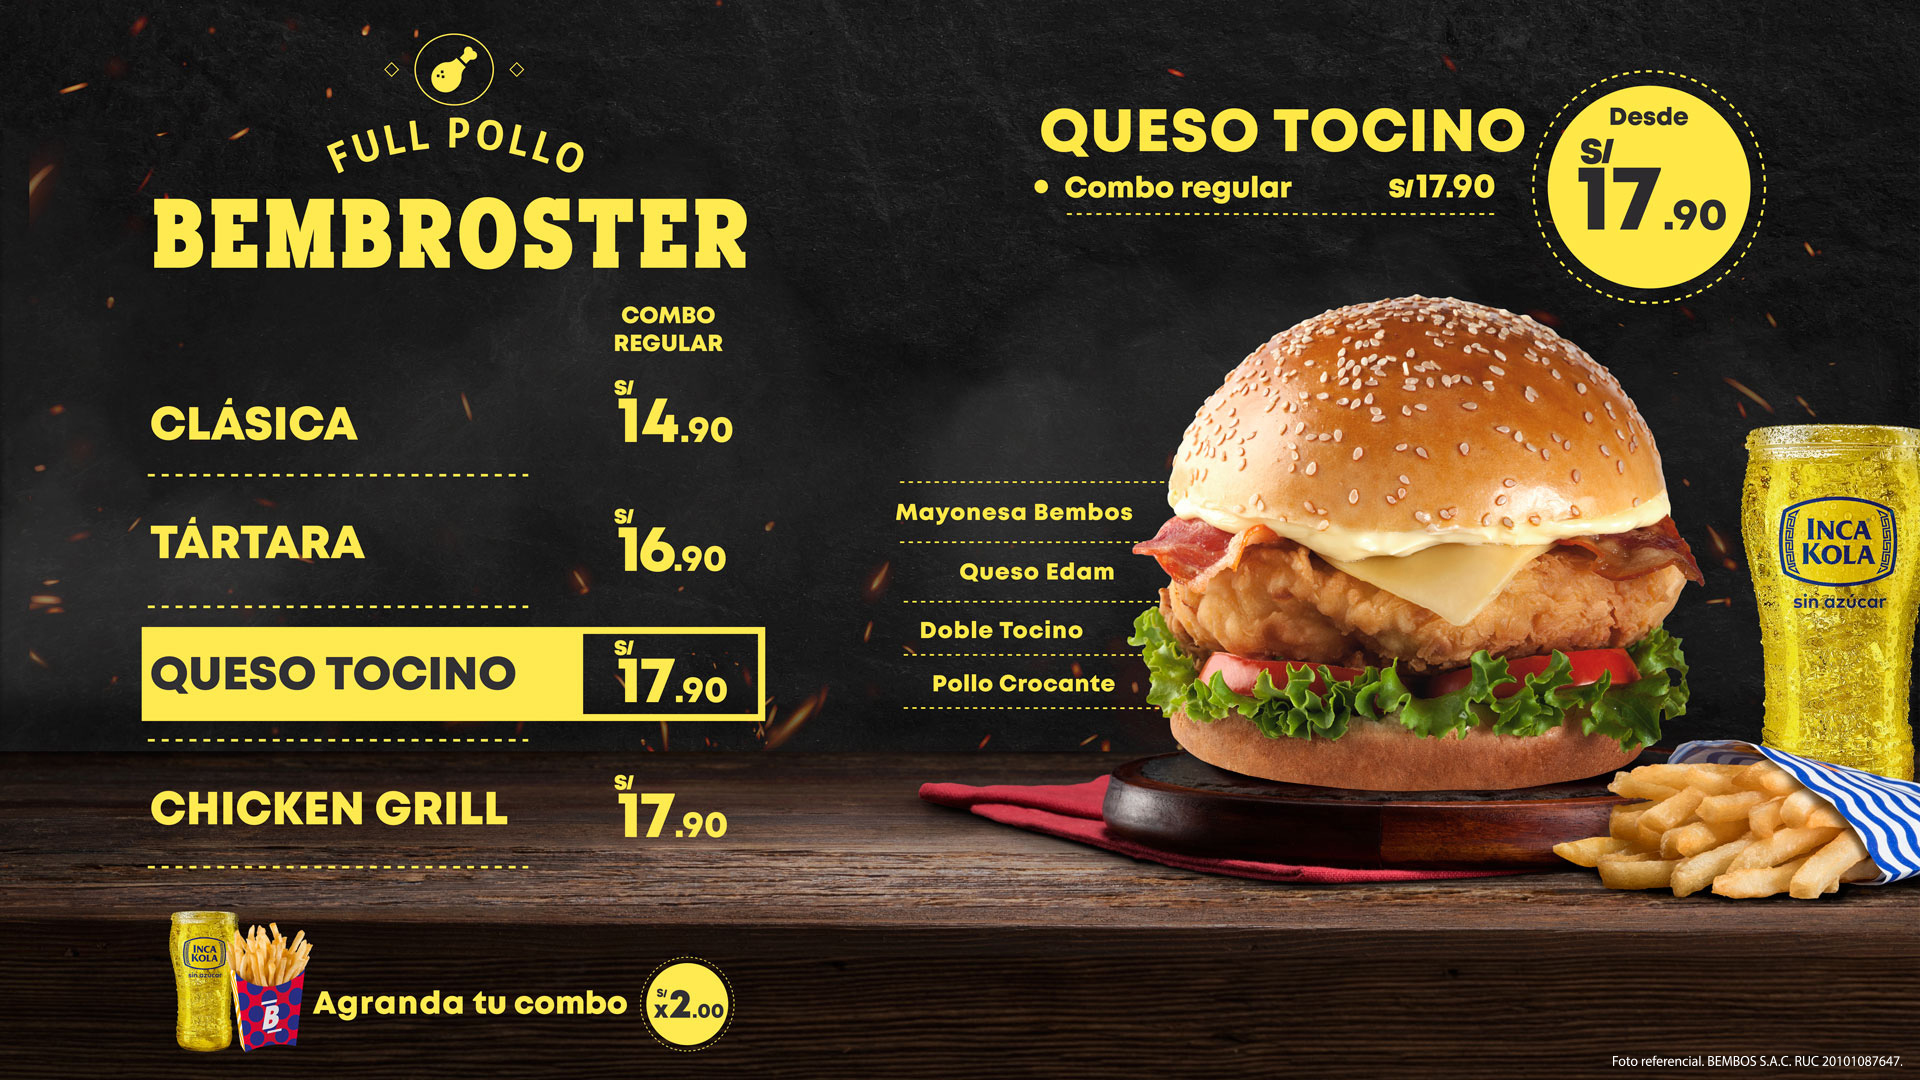 FULL POLLO
BEMBROSTER
COMBO
REGULAR
CLÁSICA S/14.90
TÁRTARA S/16.90
QUESO TOCINO S/17.90
CHICKEN GRILL S/17.90
INCA
KOLA
sin azúcar
B
Agranda tu combo S/ x2.00
QUESO TOCINO
• Combo regular S/17.90
Desde
S/
17.90
Mayonesa Bembos
Queso Edam
Doble Tocino
Pollo Crocante
INCA
KOLA
sin azúcar
Foto referencial. BEMBOS S.A.C. RUC 20101087647.